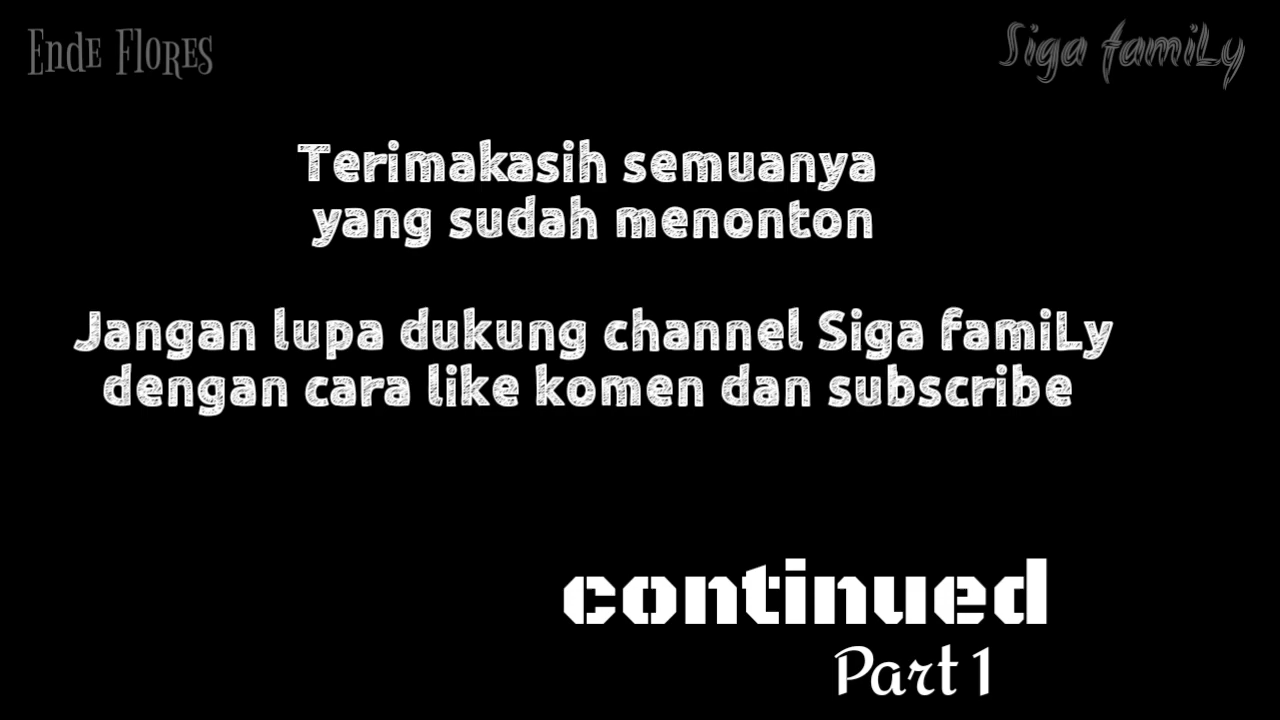 Ende Flores
Siga famiLy
Terimakasih semuanya
yang sudah menonton
Jangan lupa dukung channel Siga famiLy
dengan cara like komen dan subscribe
continued
Part 1